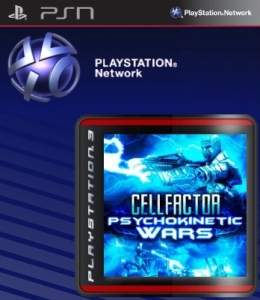 PSN
PlayStation.Network
PLAYSTATION®
Network
PLAYSTATION 3
CELLFACTOR
PSYCHOKINETIC
WARS